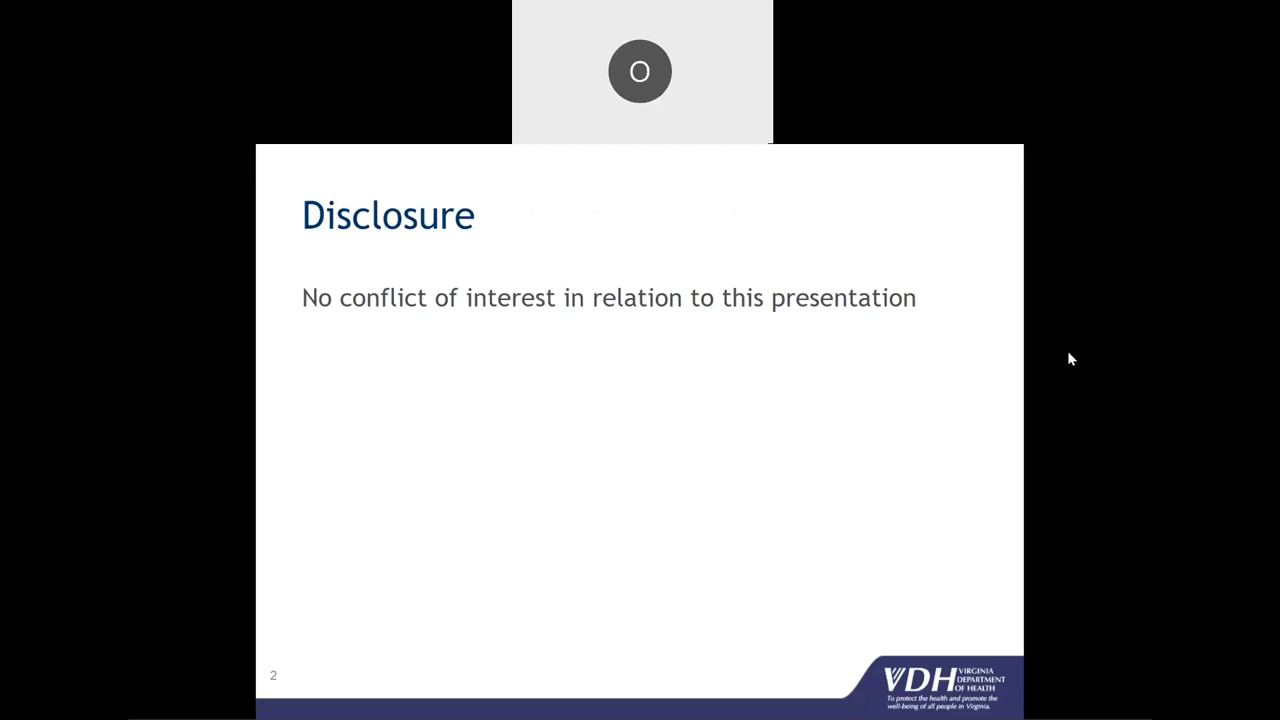 O
Disclosure
No conflict of interest in relation to this presentation
2
VDH VIRGINIA
DEPARTMENT
OF HEALTH
To protect the health and promote the
well-being of all people in Virginia.